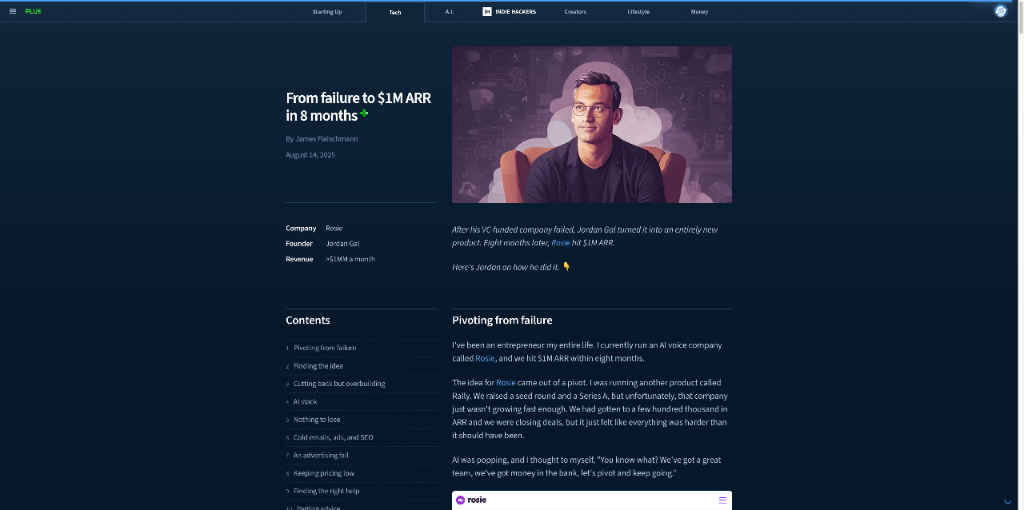 PLUS
Starting Up
Tech
A.I.
IH INDIE HACKERS
Creators
Lifestyle
Money
From failure to $1M ARR
in 8 months
By James Fleischmann
August 14, 2025
Company Rosie
Founder Jordan Gal
Revenue >$1MM a month
After his VC-funded company failed, Jordan Gal turned it into an entirely new
product. Eight months later, Rosie hit $1M ARR.
Here's Jordan on how he did it. 👇
Contents
1 Pivoting from failure
2 Finding the idea
3 Cutting back but overbuilding
4 AI stack
5 Nothing to lose
6 Cold emails, ads, and SEO
7 An advertising fail
8 Keeping pricing low
9 Finding the right help
10 Parting advice
Pivoting from failure
I've been an entrepreneur my entire life. I currently run an AI voice company
called Rosie, and we hit $1M ARR within eight months.
The idea for Rosie came out of a pivot. I was running another product called
Rally. We raised a seed round and a Series A, but unfortunately, that company
just wasn't growing fast enough. We had gotten to a few hundred thousand in
ARR and we were closing deals, but it just felt like everything was harder than
it should have been.
AI was popping, and I thought to myself, "You know what? We've got a great
team, we've got money in the bank, let's pivot and keep going."
rosie